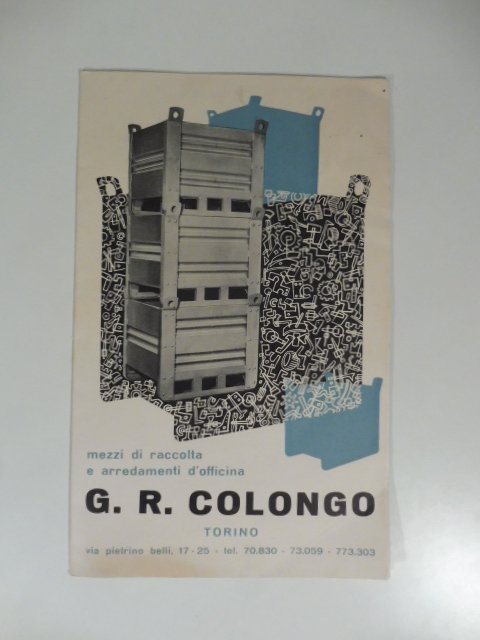 mezzi di raccolta
e arredamenti d'officina
G. R. COLONGO
TORINO
via pietrino belli, 17 - 25 - tel. 70.830 - 73.059 - 773.303